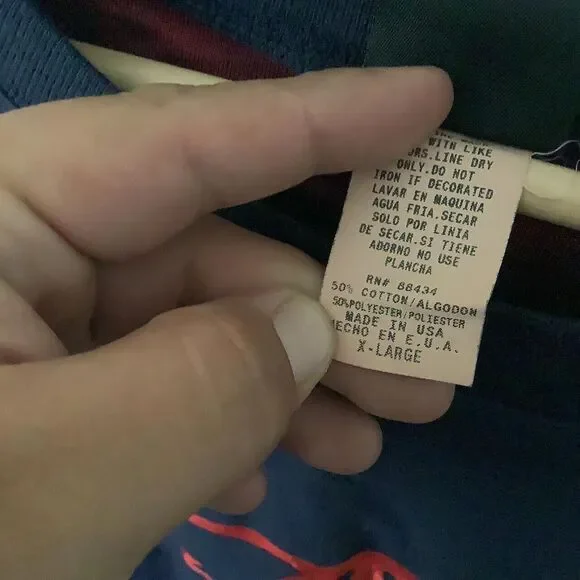 WITH LIKE
ORS.LINE DRY
ONLY.DO NOT
IRON IF DECORATED
LAVAR EN MAQUINA
AGUA FRIA.SECAR
SOLO POR LINIA
DE SECAR.SI TIENE
ADORNO NO USE
PLANCHA
RN# 88434
50% COTTON/ALGODON
50%POLYESTER/POLIESTER
MADE IN USA
HECHO EN E.U.A.
X-LARGE